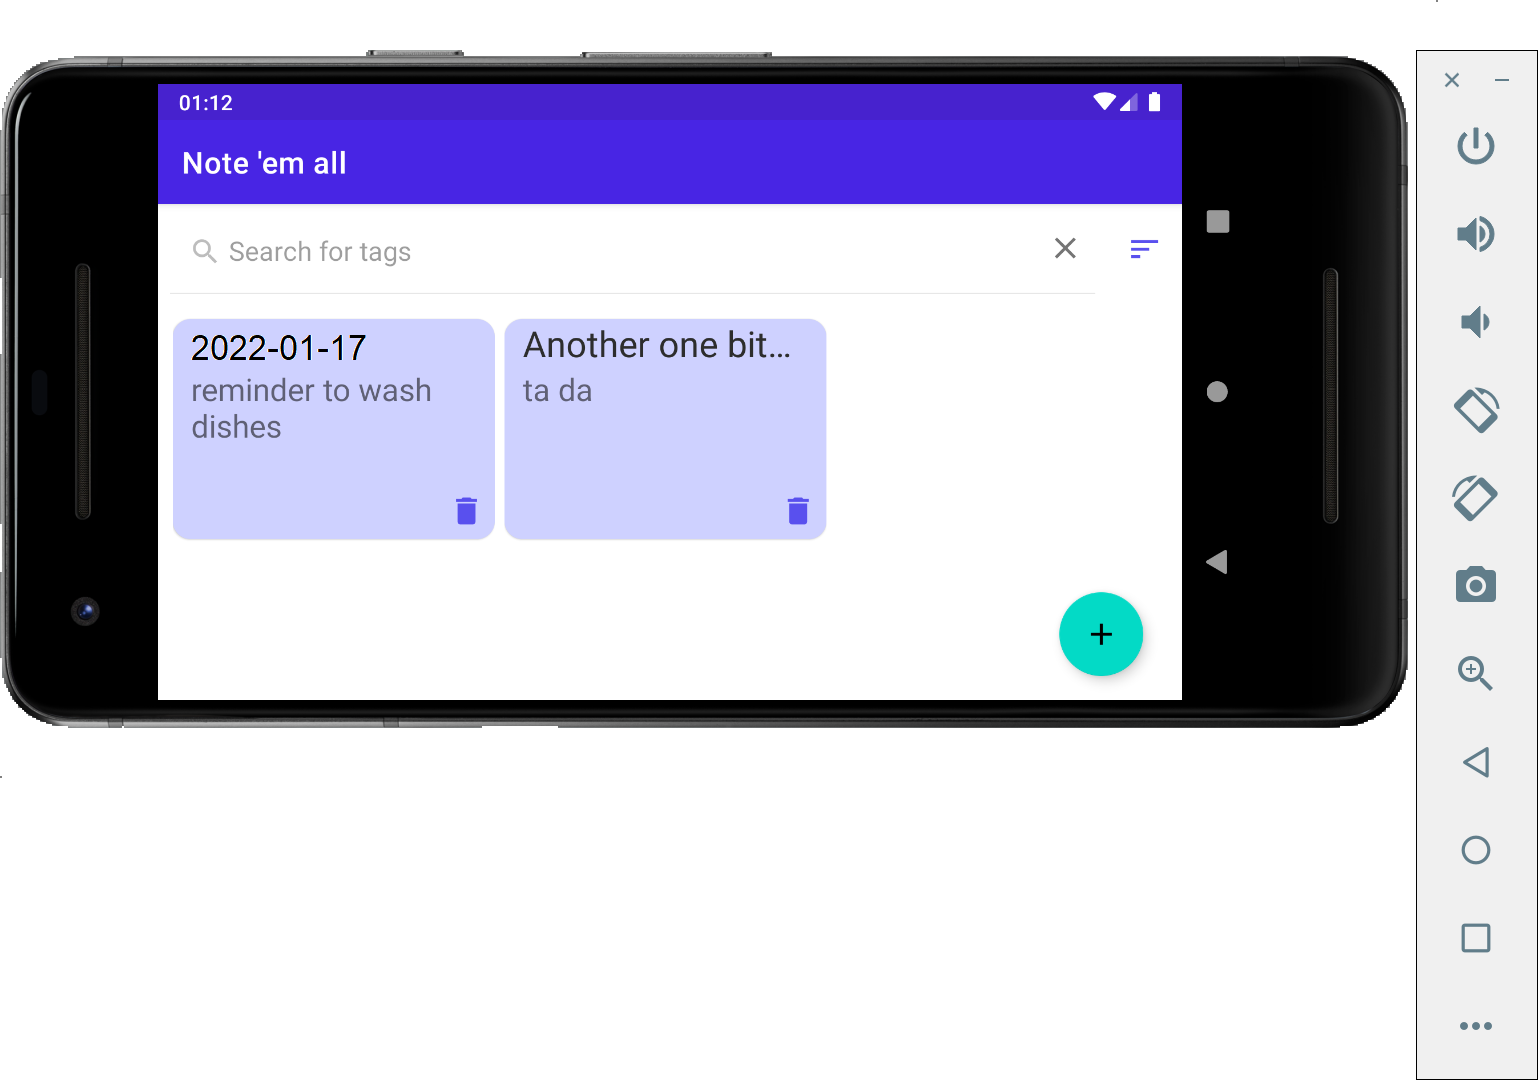 01:12
Note 'em all
Search for tags
2022-01-17
reminder to wash
dishes
Another one bit...
ta da